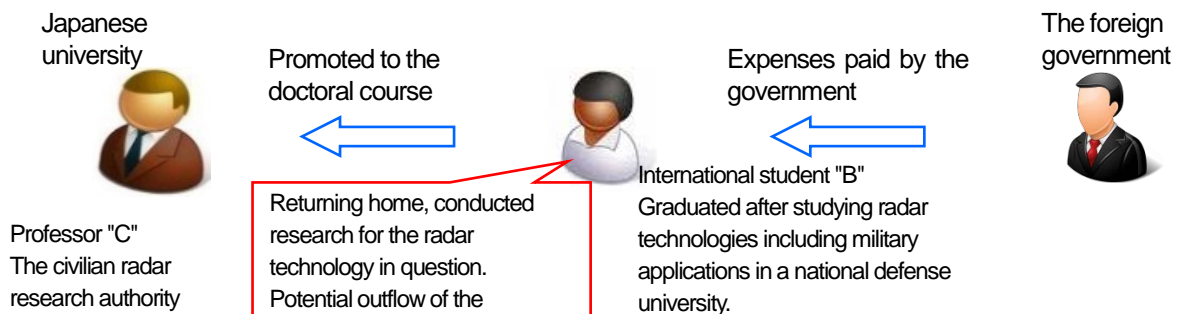 Japanese
university
Promoted to the
doctoral course
Expenses paid by the
government
The foreign
government
Professor "C"
The civilian radar
research authority
Returning home, conducted
research for the radar
technology in question.
Potential outflow of the
International student "B"
Graduated after studying radar
technologies including military
applications in a national defense
university.